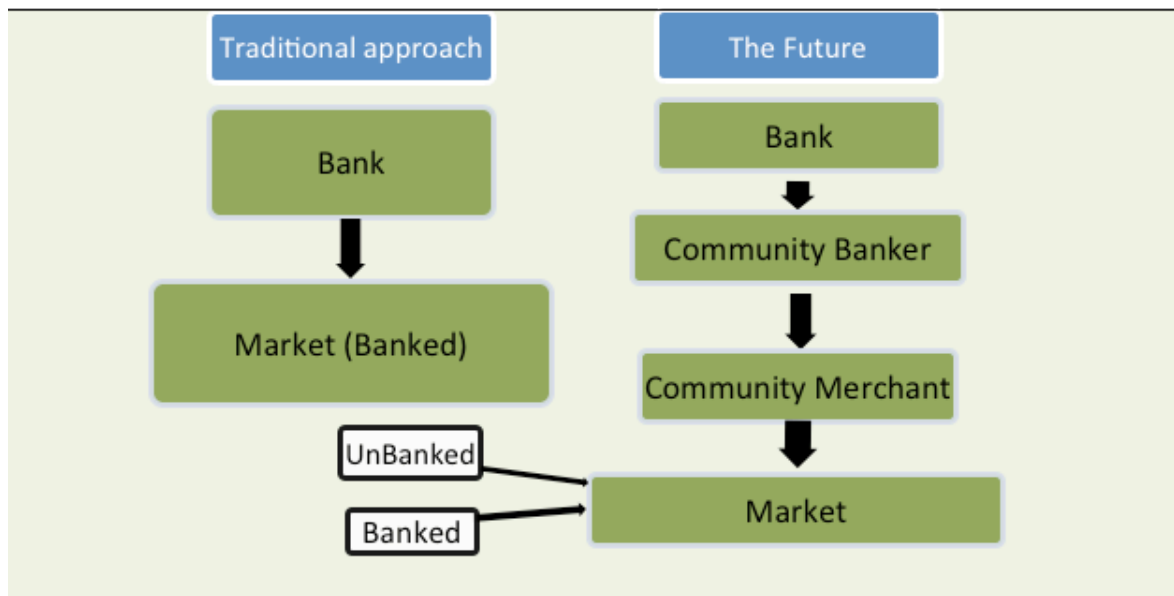 Traditional approach
Bank
Market (Banked)
The Future
Bank
Community Banker
Community Merchant
UnBanked
Banked
Market